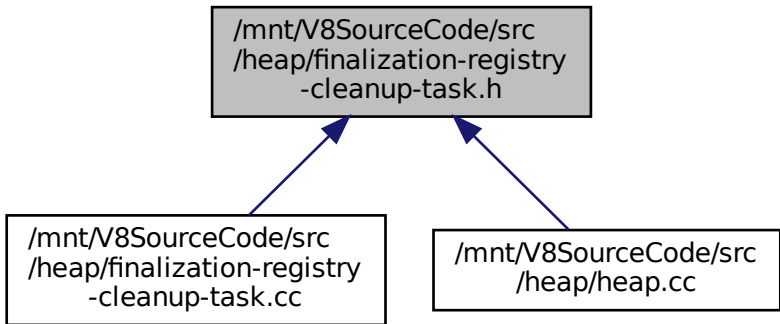 /mnt/V8SourceCode/src
/heap/finalization-registry
-cleanup-task.h
/mnt/V8SourceCode/src
/heap/finalization-registry
-cleanup-task.cc
/mnt/V8SourceCode/src
/heap/heap.cc